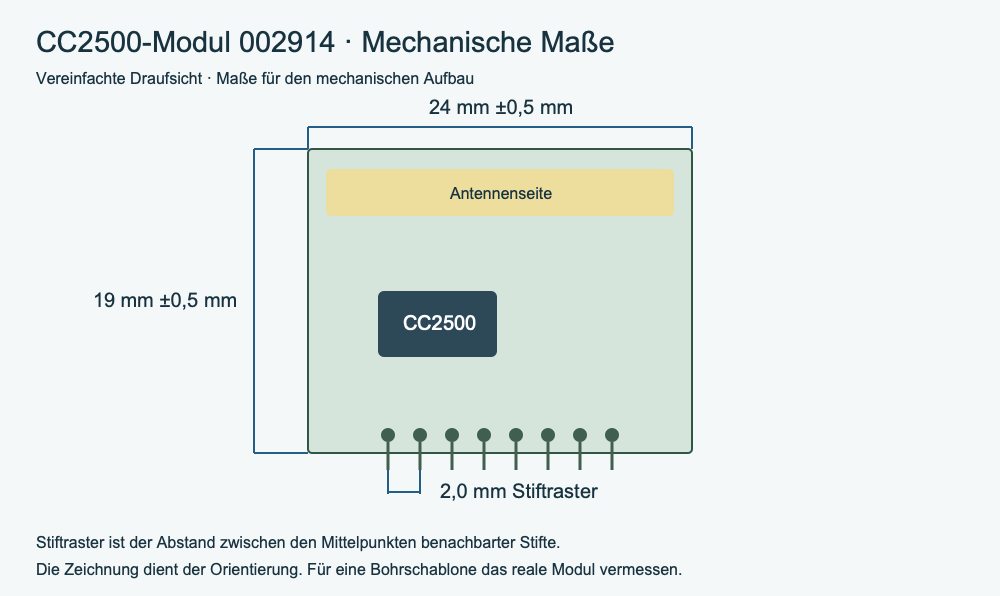 CC2500-Modul 002914 · Mechanische Maße
Vereinfachte Draufsicht · Maße für den mechanischen Aufbau
24 mm ±0,5 mm
Antennenseite
19 mm ±0,5 mm
CC2500
2,0 mm Stiftraster
Stiftraster ist der Abstand zwischen den Mittelpunkten benachbarter Stifte.
Die Zeichnung dient der Orientierung. Für eine Bohrschablone das reale Modul vermessen.